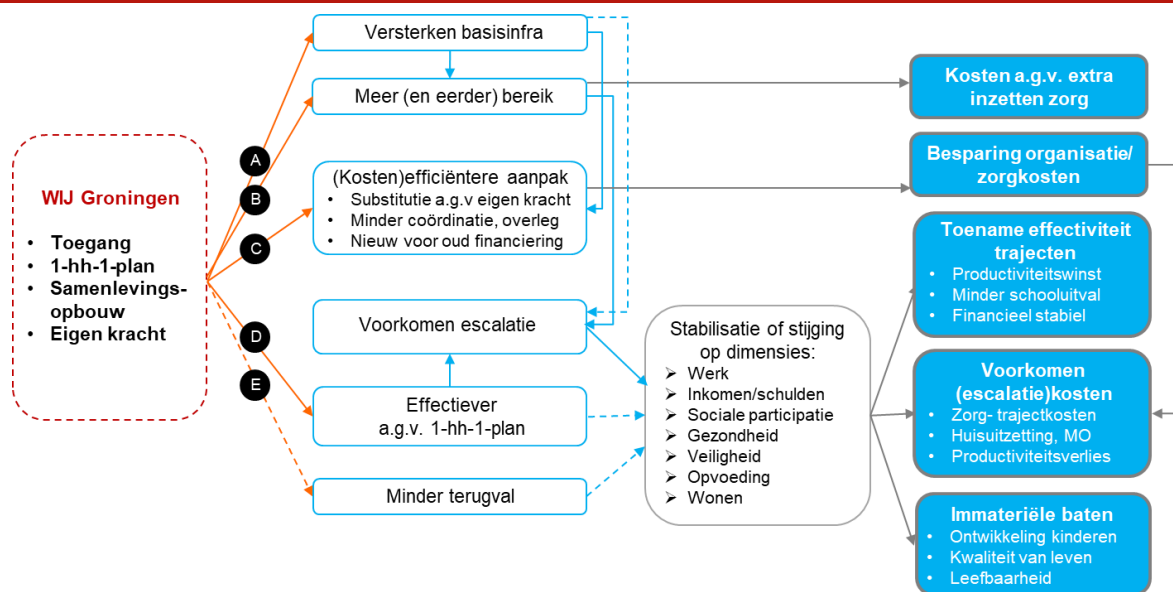 WIJ Groningen
• Toegang
• 1-hh-1-plan
• Samenlevings-
opbouw
• Eigen kracht
A
B
C
D
E
Versterken basisinfra
Meer (en eerder) bereik
(Kosten)efficiëntere aanpak
• Substitutie a.g.v eigen kracht
• Minder coördinatie, overleg
• Nieuw voor oud financiering
Voorkomen escalatie
Effectiever
a.g.v. 1-hh-1-plan
Minder terugval
Stabilisatie of stijging
op dimensies:
➢ Werk
➢ Inkomen/schulden
➢ Sociale participatie
➢ Gezondheid
➢ Veiligheid
➢ Opvoeding
➢ Wonen
Kosten a.g.v. extra
inzetten zorg
Besparing organisatie/
zorgkosten
Toename effectiviteit
trajecten
• Productiviteitswinst
• Minder schooluitval
• Financieel stabiel
Voorkomen
(escalatie)kosten
• Zorg- trajectkosten
• Huisuitzetting, MO
• Productiviteitsverlies
Immateriële baten
• Ontwikkeling kinderen
• Kwaliteit van leven
• Leefbaarheid